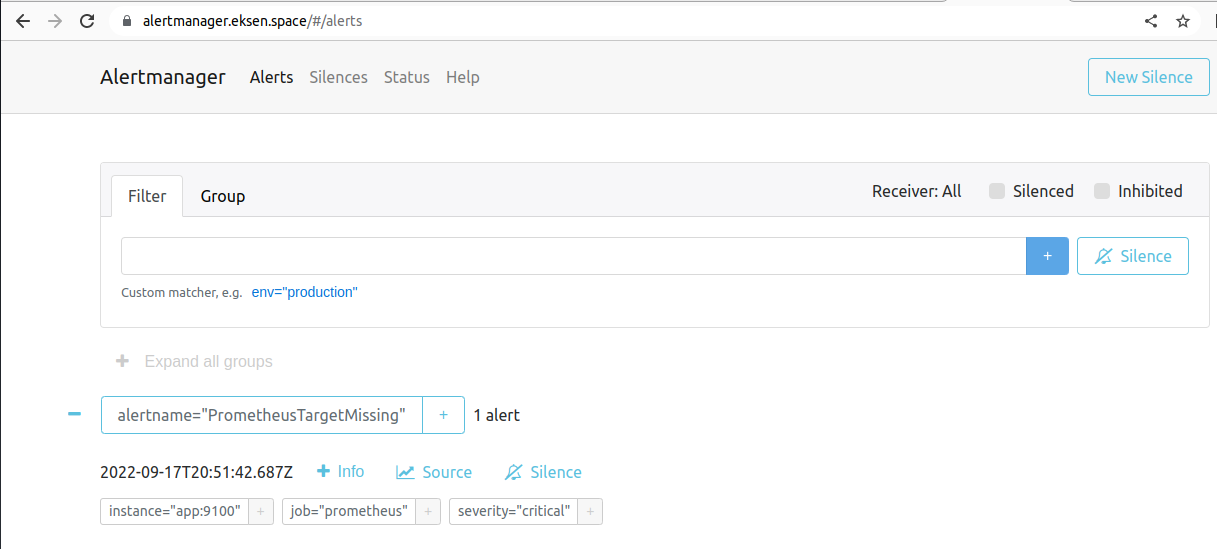 alertmanager.eksen.space/#/alerts
Alertmanager Alerts Silences Status Help New Silence
Filter Group Receiver: All Silenced Inhibited
+ Silence
Custom matcher, e.g. env="production"
+ Expand all groups
alertname="PrometheusTargetMissing" + 1 alert
2022-09-17T20:51:42.687Z + Info Source Silence
instance="app:9100" + job="prometheus" + severity="critical" +